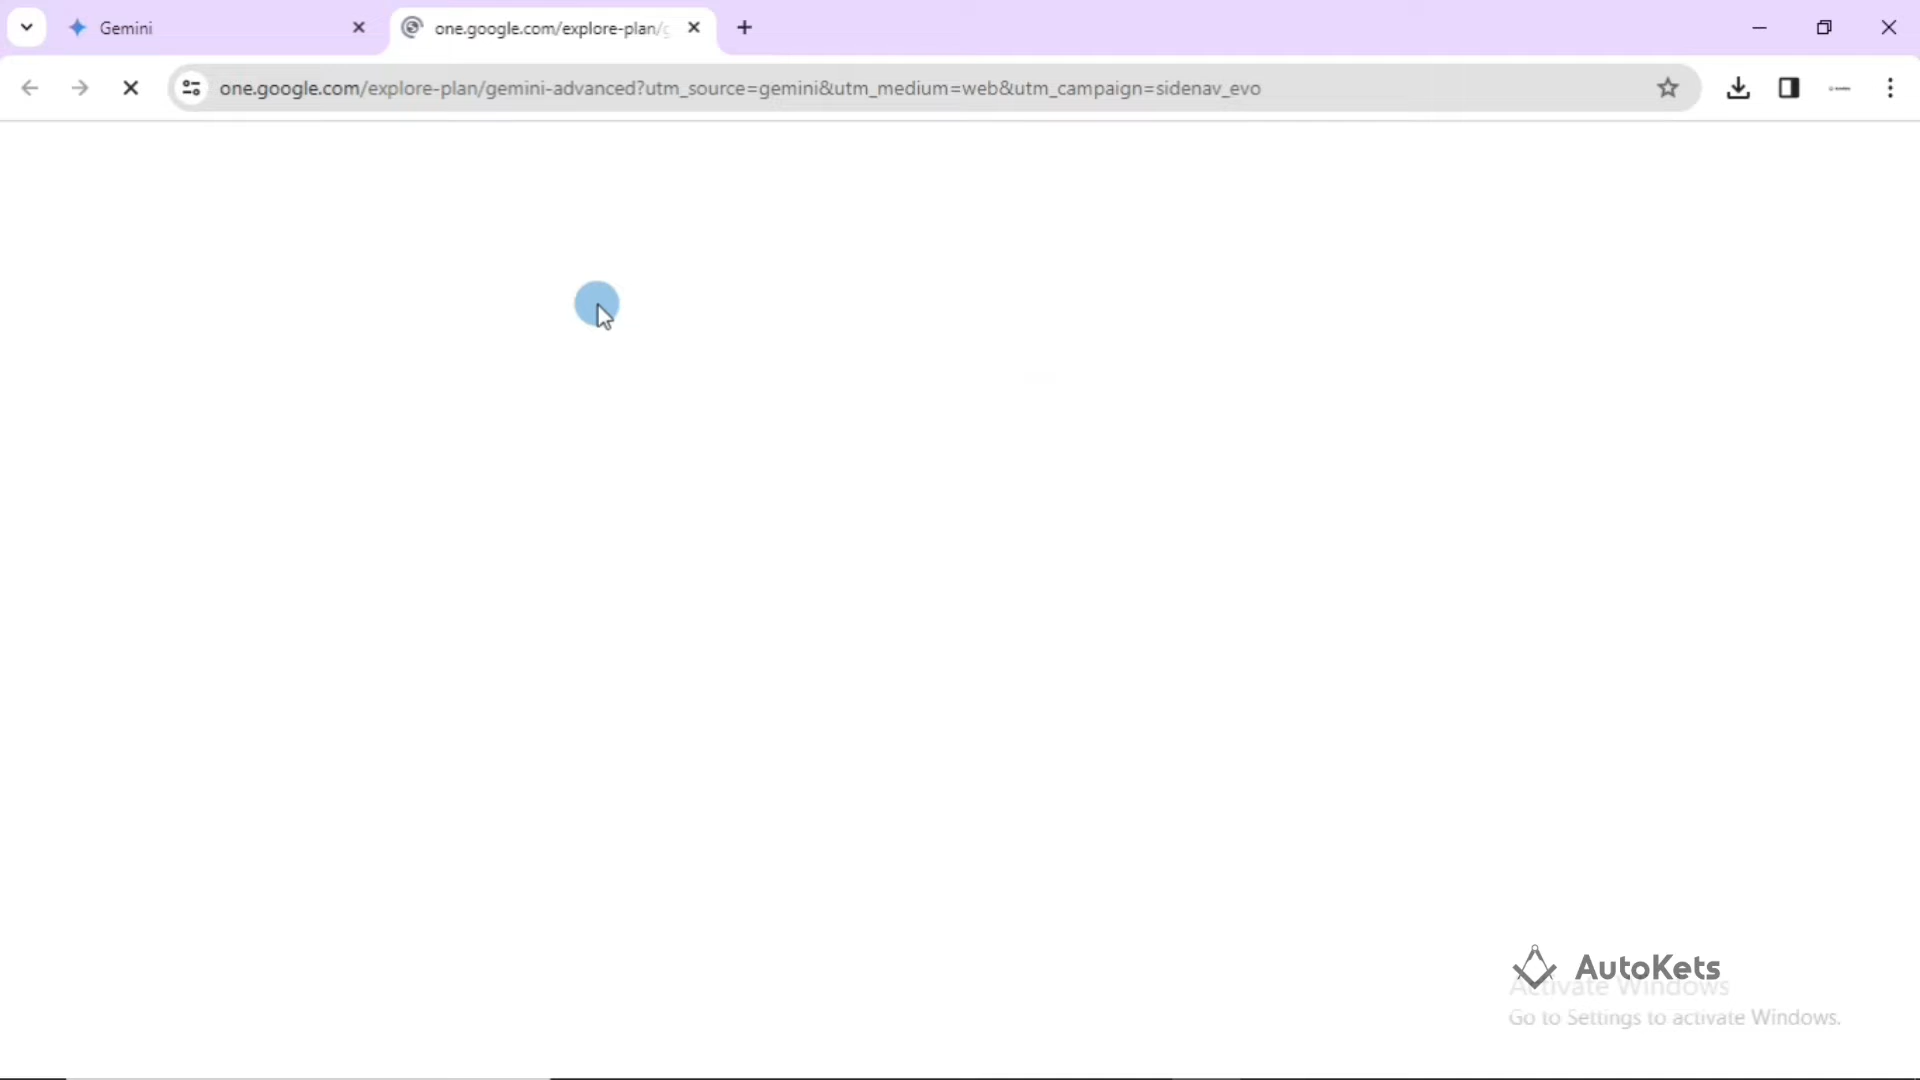 Gemini
one.google.com/explore-plan/g
one.google.com/explore-plan/gemini-advanced?utm_source=gemini&utm_medium=web&utm_campaign=sidenav_evo
AutoKets
Activate Windows
Go to Settings to activate Windows.